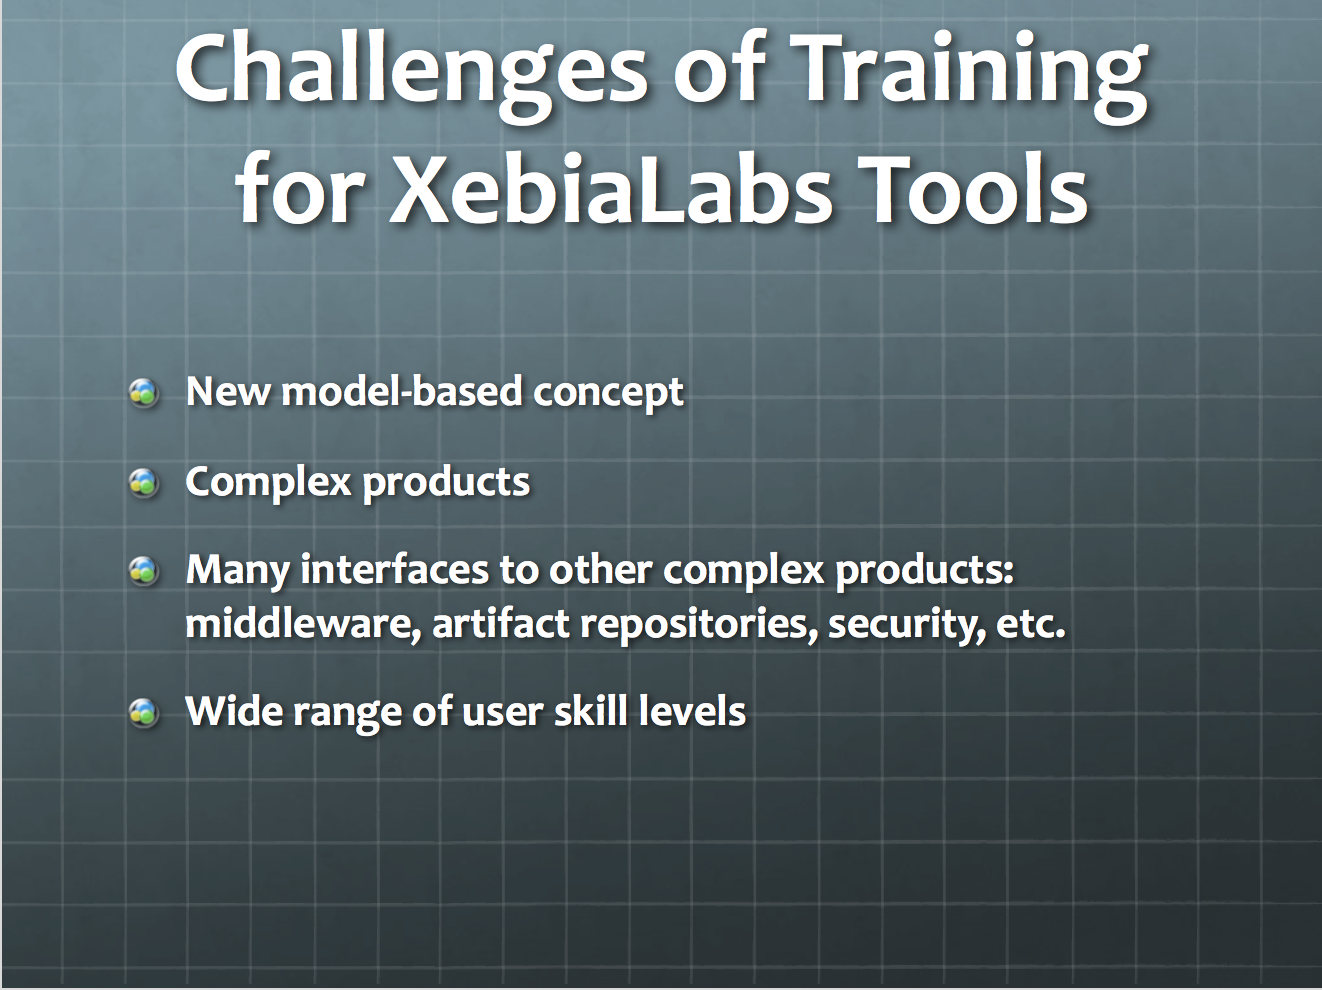 Challenges of Training
for XebiaLabs Tools
New model-based concept
Complex products
Many interfaces to other complex products:
middleware, artifact repositories, security, etc.
Wide range of user skill levels